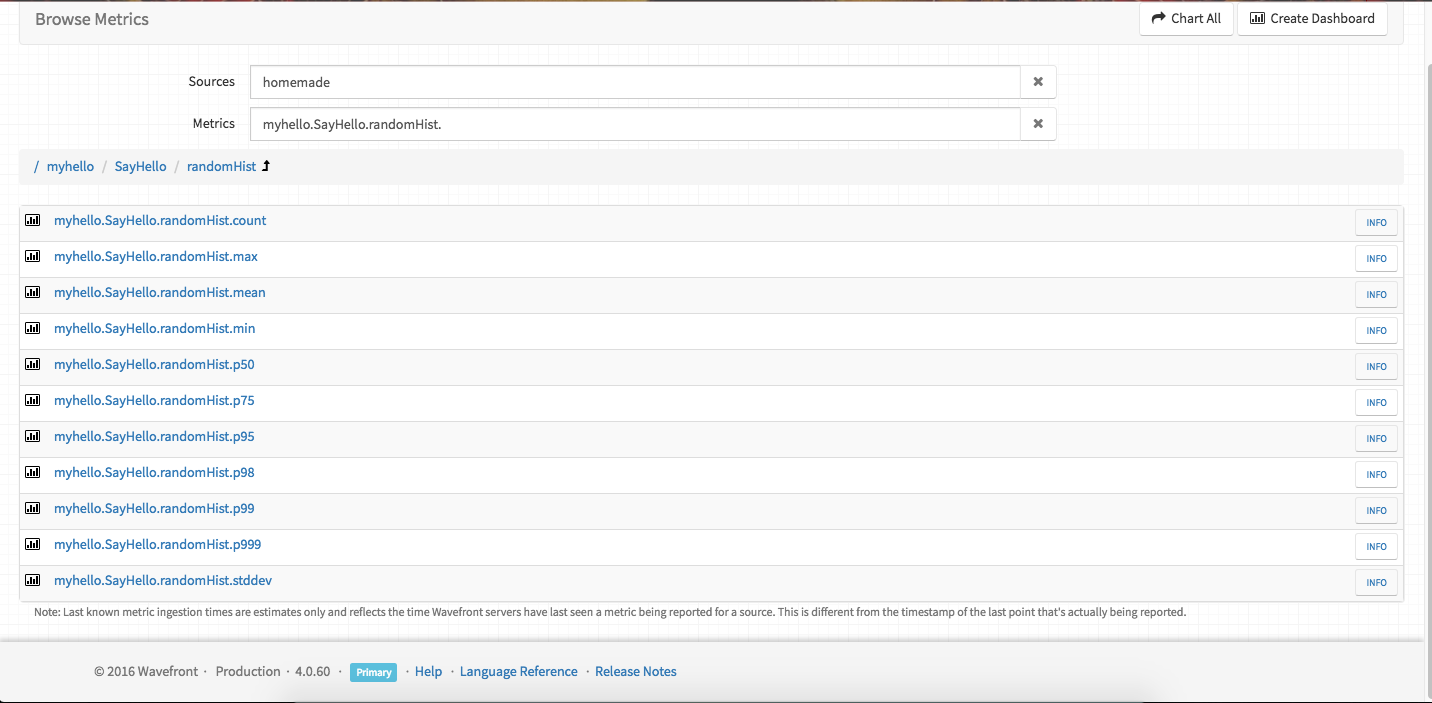 Browse Metrics
Chart All
Create Dashboard
Sources homemade
Metrics myhello.SayHello.randomHist.
/ myhello / SayHello / randomHist
myhello.SayHello.randomHist.count INFO
myhello.SayHello.randomHist.max INFO
myhello.SayHello.randomHist.mean INFO
myhello.SayHello.randomHist.min INFO
myhello.SayHello.randomHist.p50 INFO
myhello.SayHello.randomHist.p75 INFO
myhello.SayHello.randomHist.p95 INFO
myhello.SayHello.randomHist.p98 INFO
myhello.SayHello.randomHist.p99 INFO
myhello.SayHello.randomHist.p999 INFO
myhello.SayHello.randomHist.stddev INFO
Note: Last known metric ingestion times are estimates only and reflects the time Wavefront servers have last seen a metric being reported for a source. This is different from the timestamp of the last point that's actually being reported.
© 2016 Wavefront · Production · 4.0.60 · Primary · Help · Language Reference · Release Notes